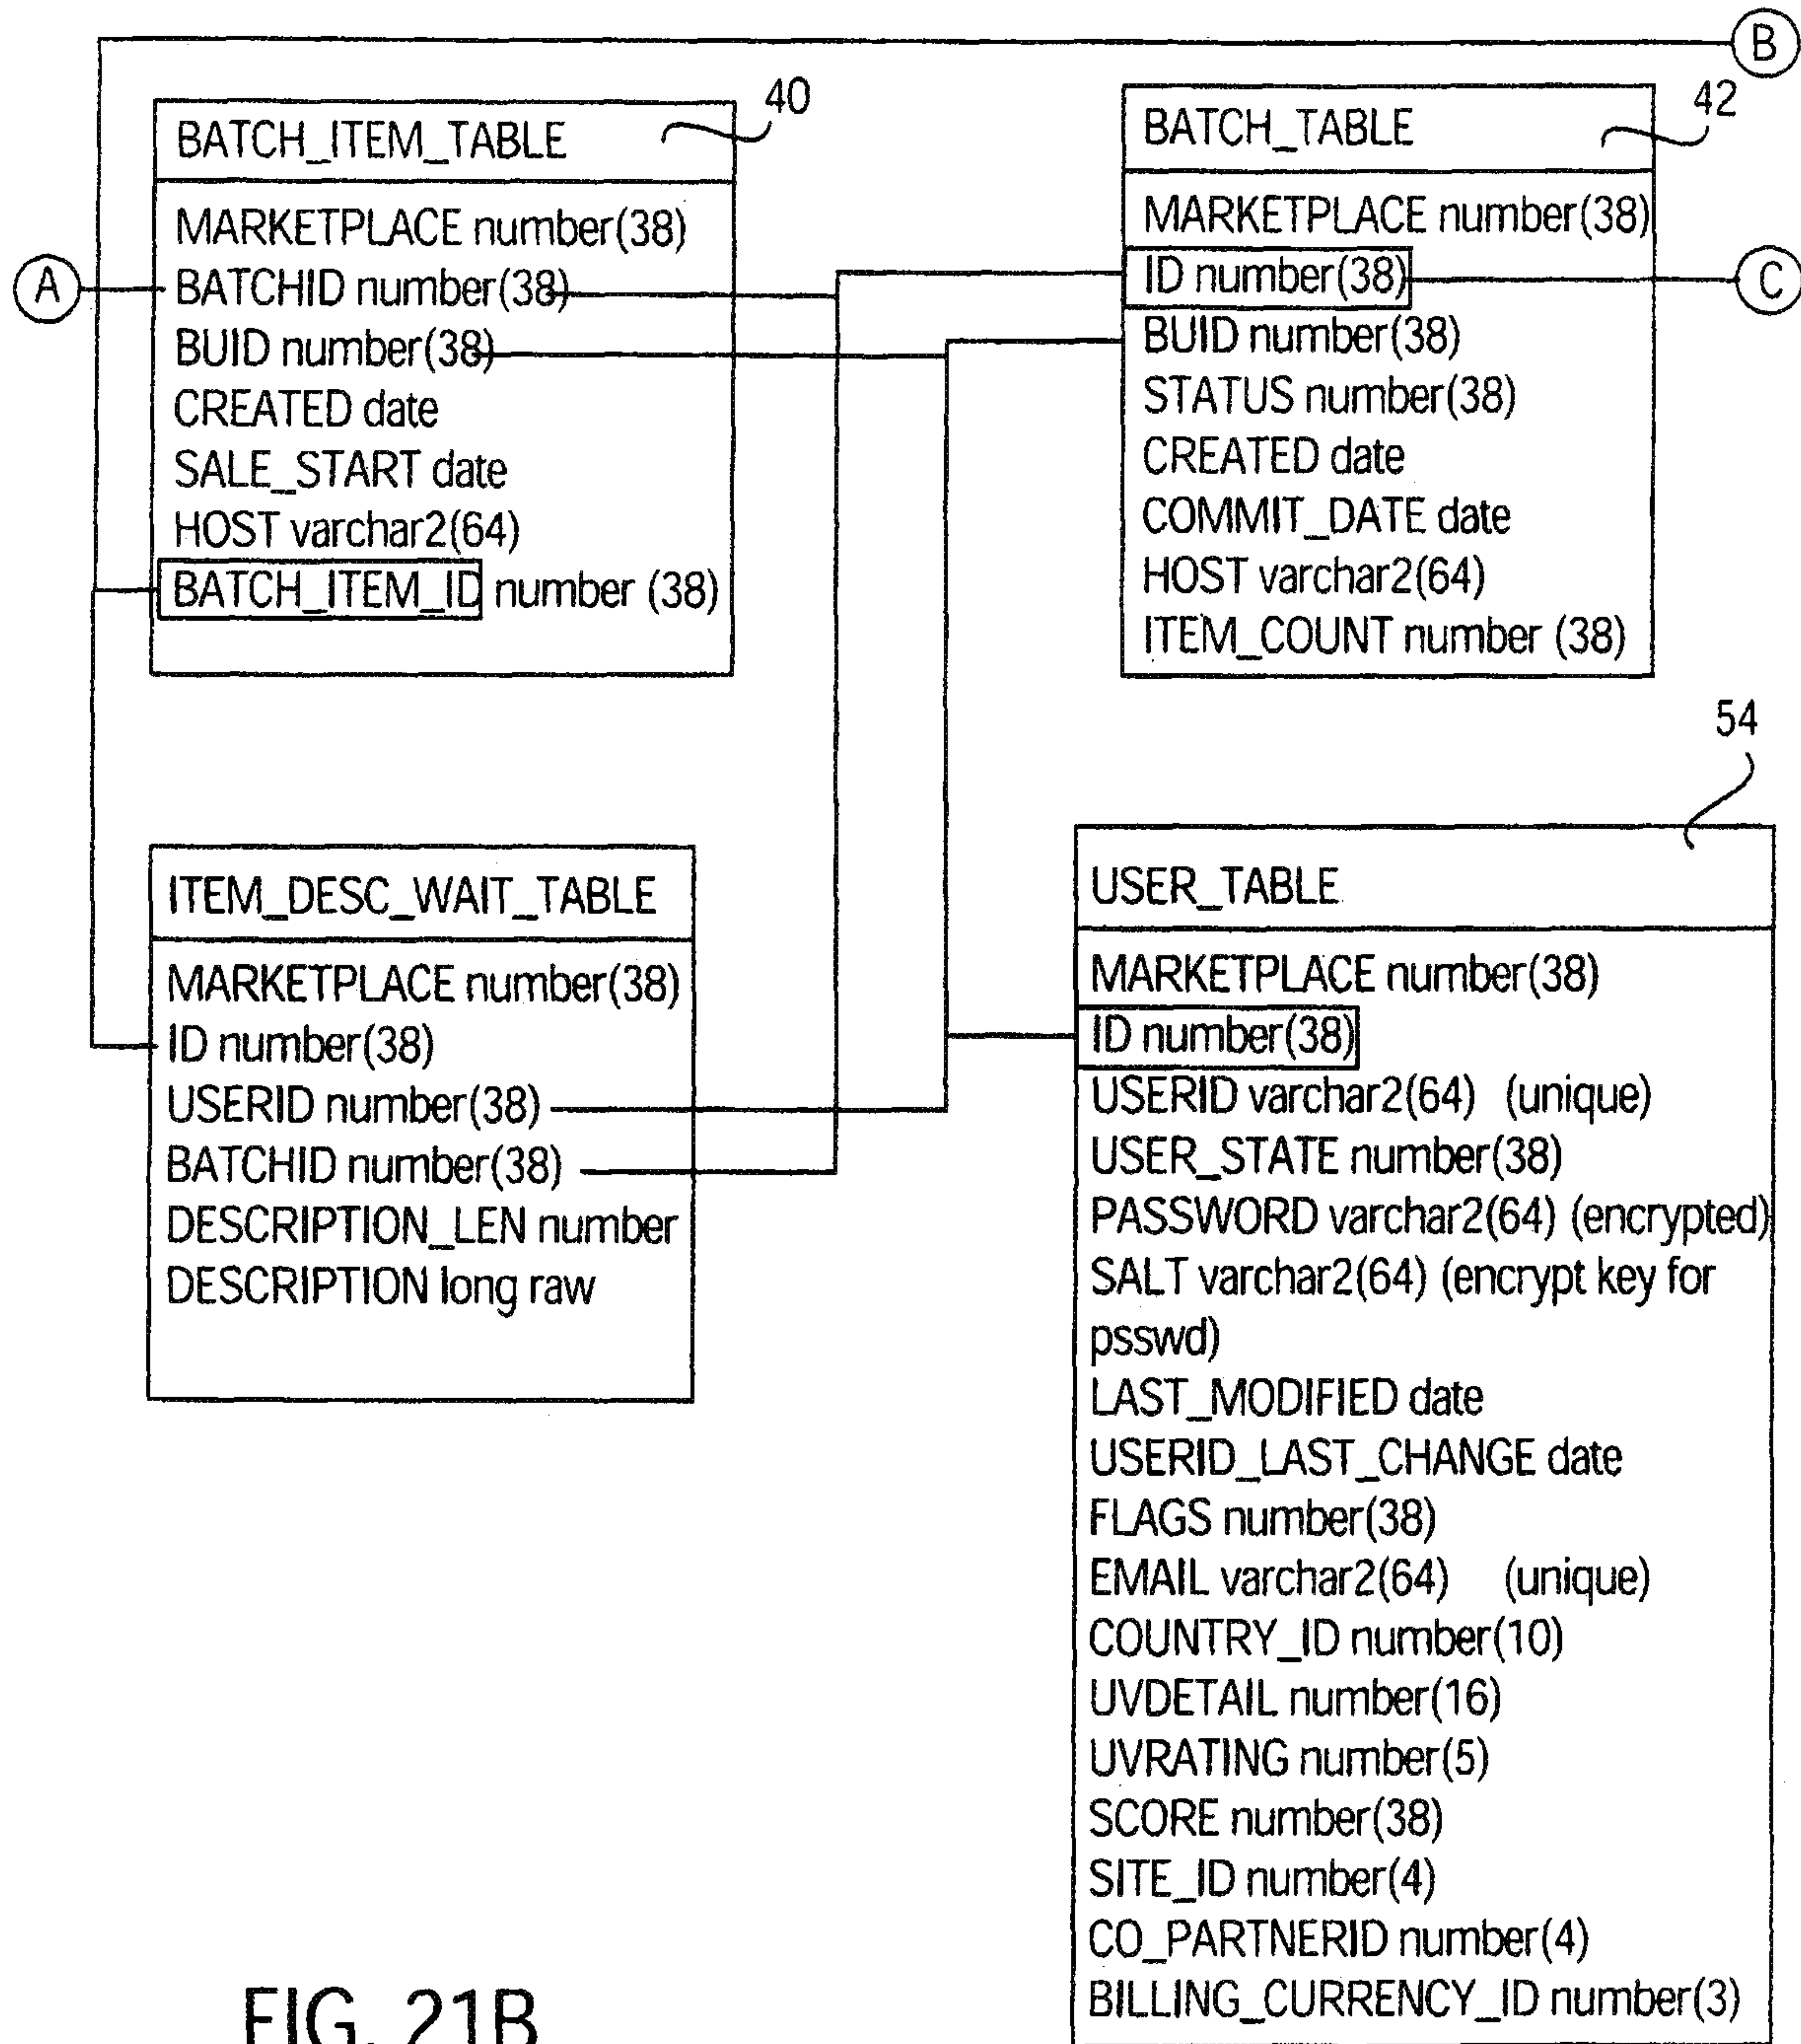 B
40
BATCH_ITEM_TABLE
MARKETPLACE number(38)
A
BATCHID number(38)
BUID number(38)
CREATED date
SALE_START date
HOST varchar2(64)
BATCH_ITEM_ID number (38)
42
BATCH_TABLE
MARKETPLACE number(38)
ID number(38)
C
BUID number(38)
STATUS number(38)
CREATED date
COMMIT_DATE date
HOST varchar2(64)
ITEM_COUNT number (38)
ITEM_DESC_WAIT_TABLE
MARKETPLACE number(38)
ID number(38)
USERID number(38)
BATCHID number(38)
DESCRIPTION_LEN number
DESCRIPTION long raw
54
USER_TABLE
MARKETPLACE number(38)
ID number(38)
USERID varchar2(64) (unique)
USER_STATE number(38)
PASSWORD varchar2(64) (encrypted)
SALT varchar2(64) (encrypt key for
psswd)
LAST_MODIFIED date
USERID_LAST_CHANGE date
FLAGS number(38)
EMAIL varchar2(64) (unique)
COUNTRY_ID number(10)
UVDETAIL number(16)
UVRATING number(5)
SCORE number(38)
SITE_ID number(4)
CO_PARTNERID number(4)
BILLING_CURRENCY_ID number(3)
FIG. 21B